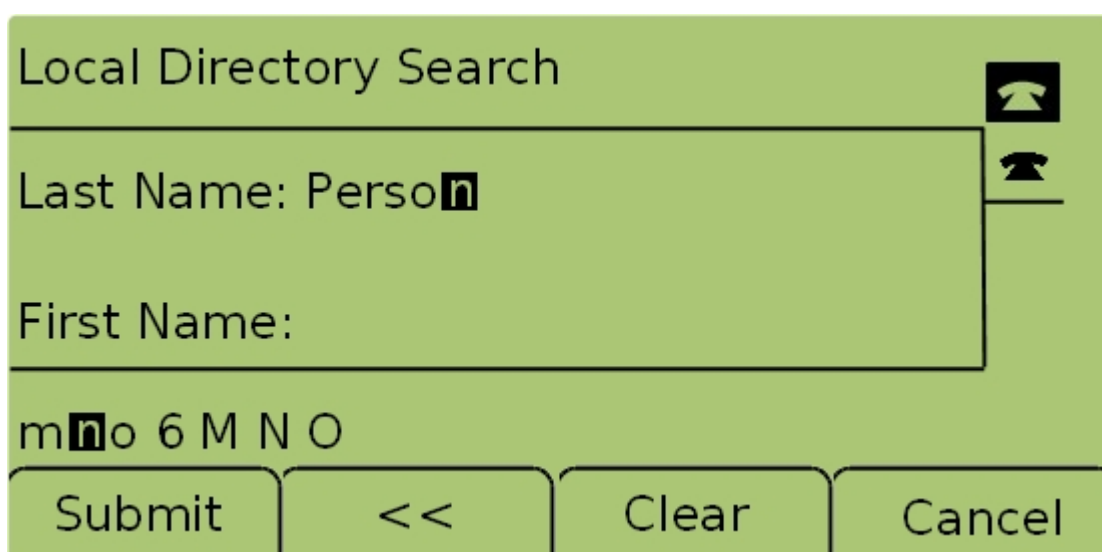 Local Directory Search
Last Name: Person
First Name:
mno 6 M N O
Submit << Clear Cancel